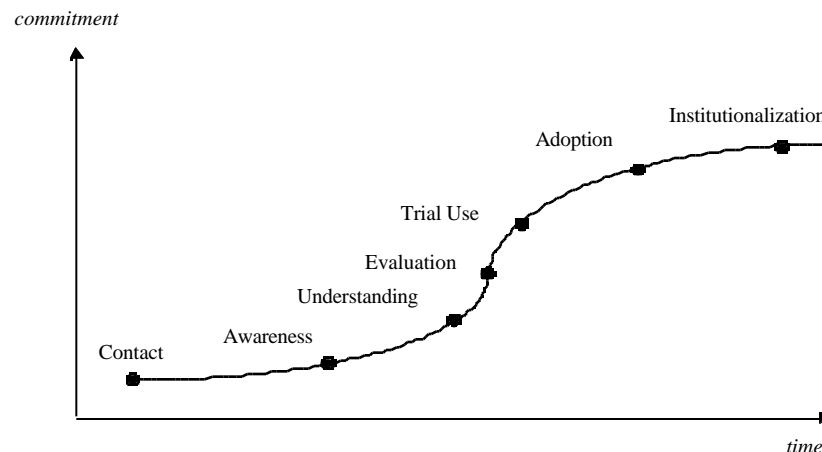 commitment
Institutionalization
Adoption
Trial Use
Evaluation
Understanding
Awareness
Contact
time